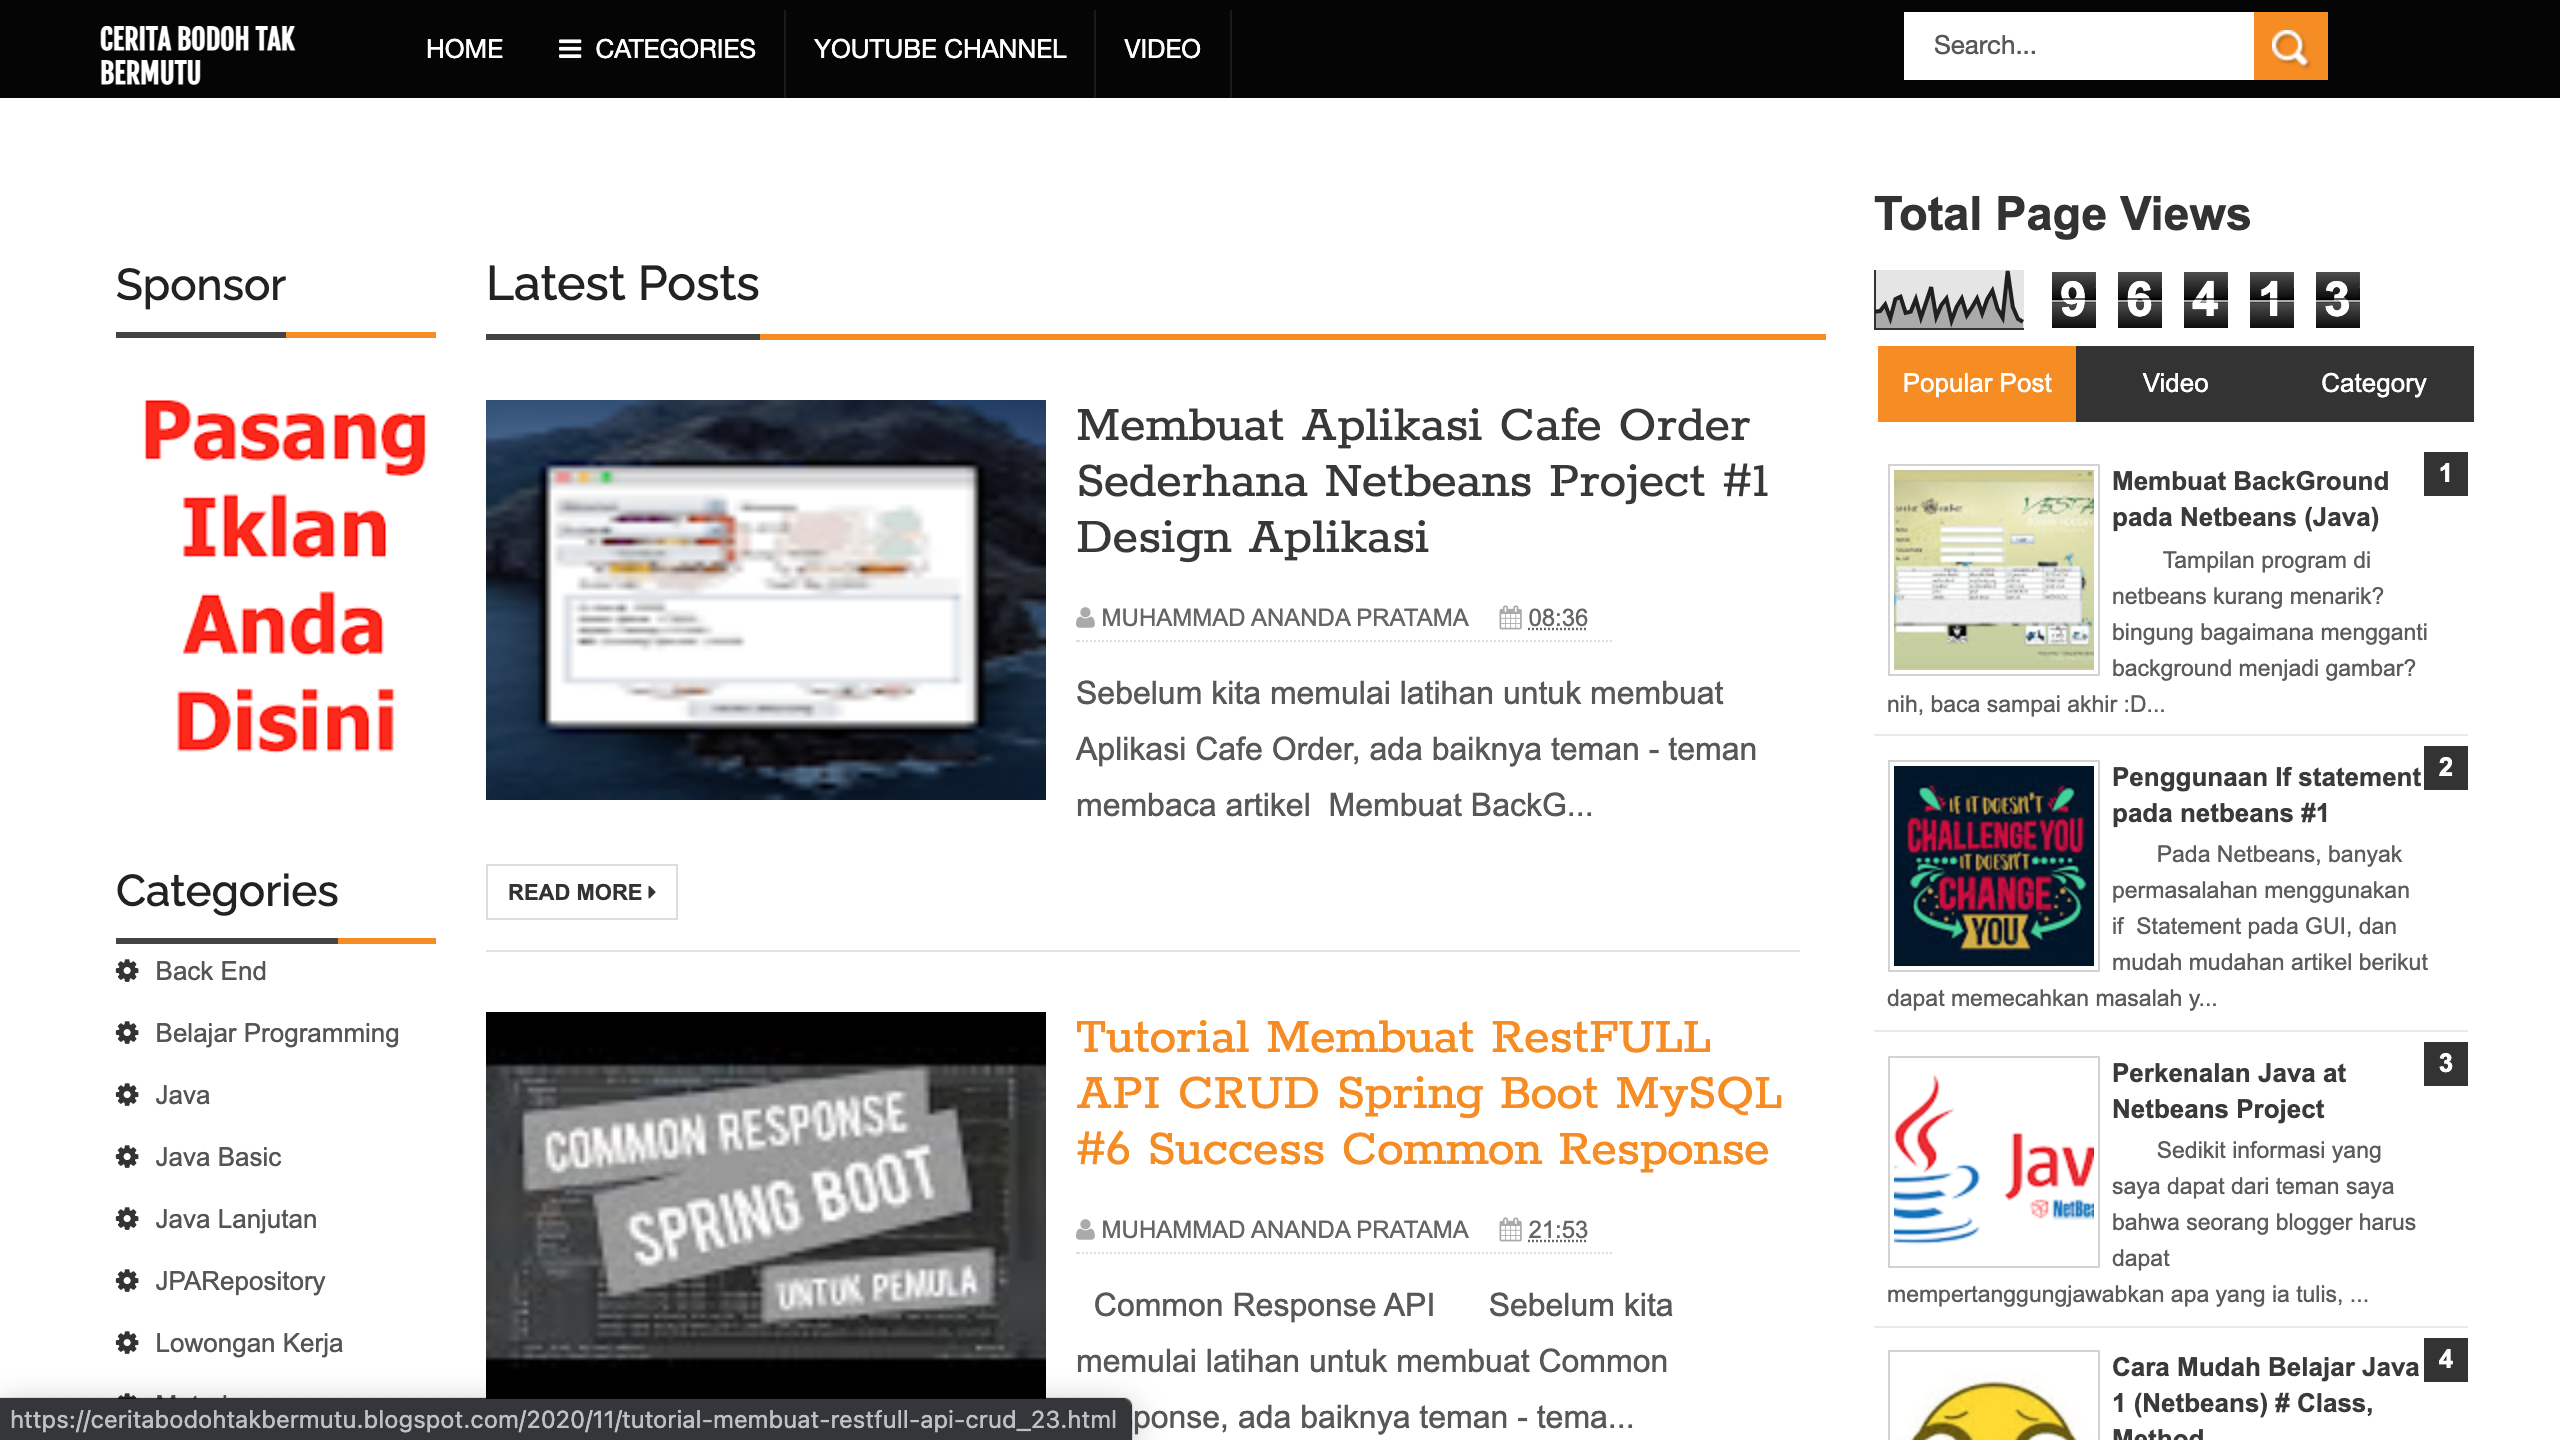 CERITA BODOH TAK
BERMUTU
HOME
CATEGORIES
YOUTUBE CHANNEL
VIDEO
Search...
Sponsor
Pasang
Iklan
Anda
Disini
Categories
Back End
Belajar Programming
Java
Java Basic
Java Lanjutan
JPARepository
Lowongan Kerja
Latest Posts
Membuat Aplikasi Cafe Order
Sederhana Netbeans Project #1
Design Aplikasi
MUHAMMAD ANANDA PRATAMA 08:36
Sebelum kita memulai latihan untuk membuat
Aplikasi Cafe Order, ada baiknya teman - teman
membaca artikel  Membuat BackG...
READ MORE
COMMON RESPONSE
SPRING BOOT
UNTUK PEMULA
Tutorial Membuat RestFULL
API CRUD Spring Boot MySQL
#6 Success Common Response
MUHAMMAD ANANDA PRATAMA 21:53
Common Response API Sebelum kita
memulai latihan untuk membuat Common
ponse, ada baiknya teman - tema...
Total Page Views
9 6 4 1 3
Popular Post
Video
Category
1
Membuat BackGround
pada Netbeans (Java)
Tampilan program di
netbeans kurang menarik?
bingung bagaimana mengganti
background menjadi gambar?
nih, baca sampai akhir :D...
2
IF IT DOESN'T
CHALLENGE YOU
IT DOESN'T
CHANGE
YOU
Penggunaan If statement
pada netbeans #1
Pada Netbeans, banyak
permasalahan menggunakan
if  Statement pada GUI, dan
mudah mudahan artikel berikut
dapat memecahkan masalah y...
3
Jav
NetBea
Perkenalan Java at
Netbeans Project
Sedikit informasi yang
saya dapat dari teman saya
bahwa seorang blogger harus
dapat
mempertanggungjawabkan apa yang ia tulis, ...
4
Cara Mudah Belajar Java
1 (Netbeans) # Class,
Method
https://ceritabodohtakbermutu.blogspot.com/2020/11/tutorial-membuat-restfull-api-crud_23.html